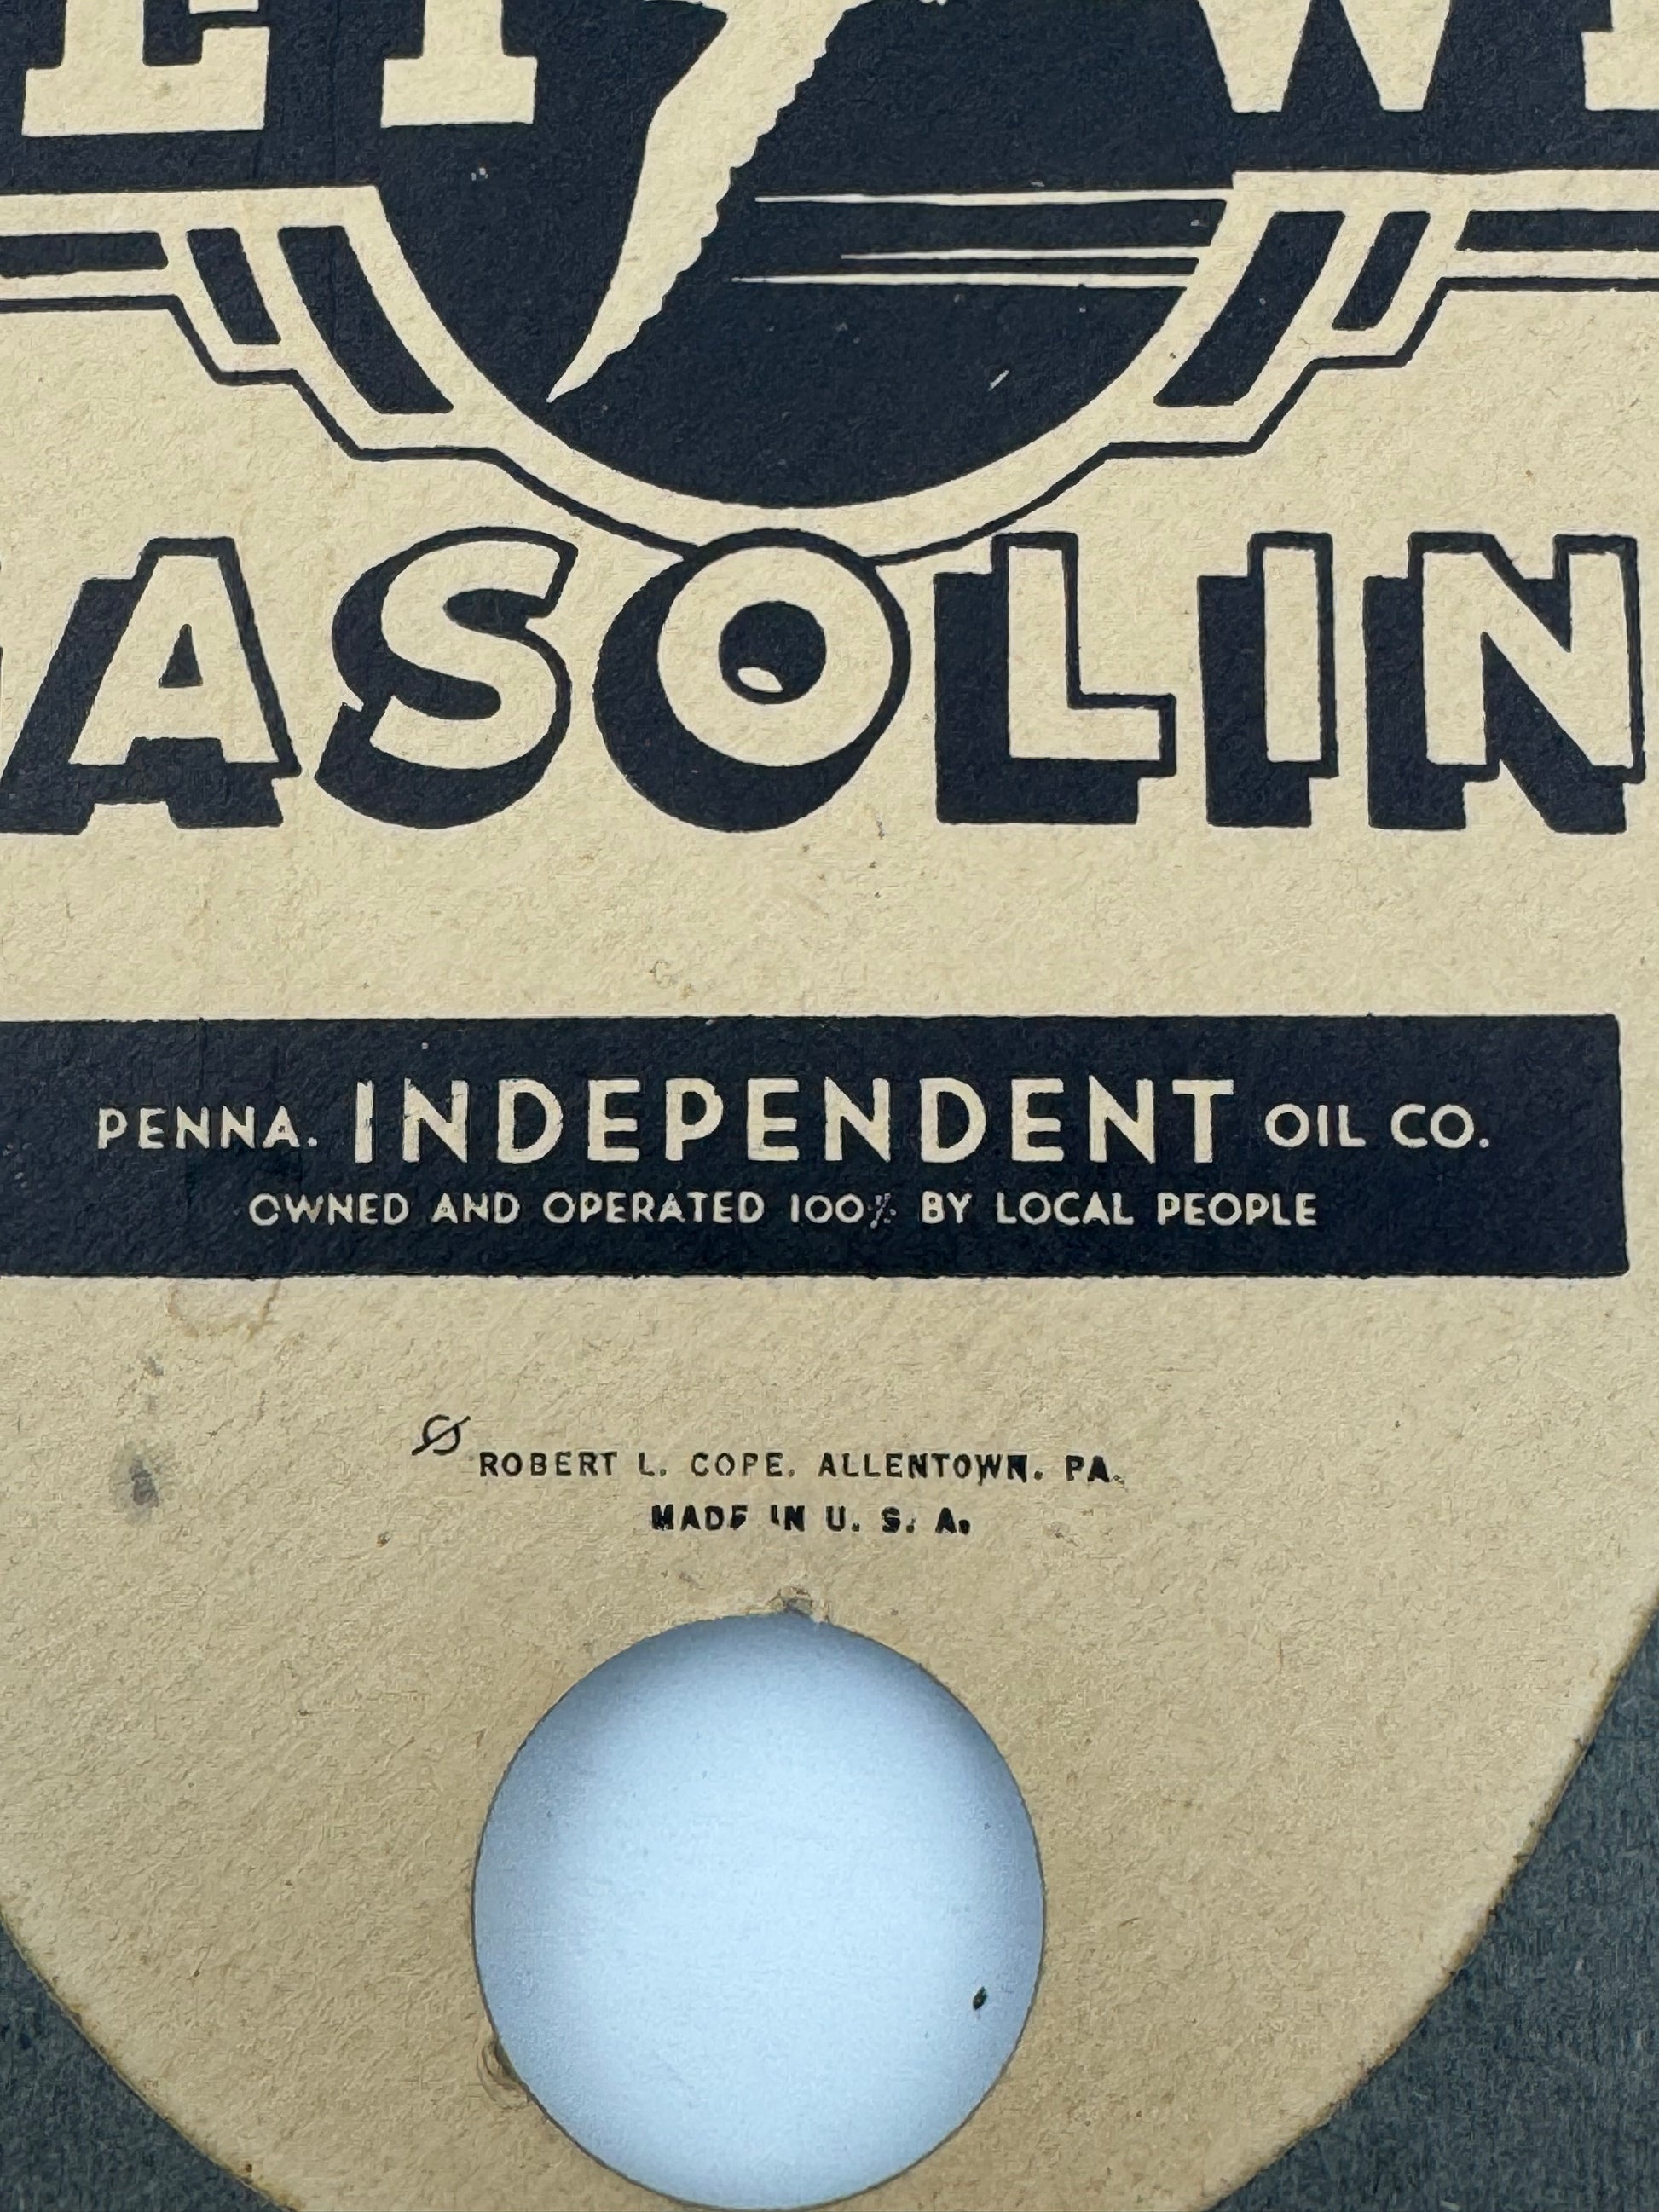 ASOLIN
PENNA. INDEPENDENT OIL CO.
OWNED AND OPERATED 100% BY LOCAL PEOPLE
ROBERT L. COPE. ALLENTOWN. PA.
MADE IN U. S. A.